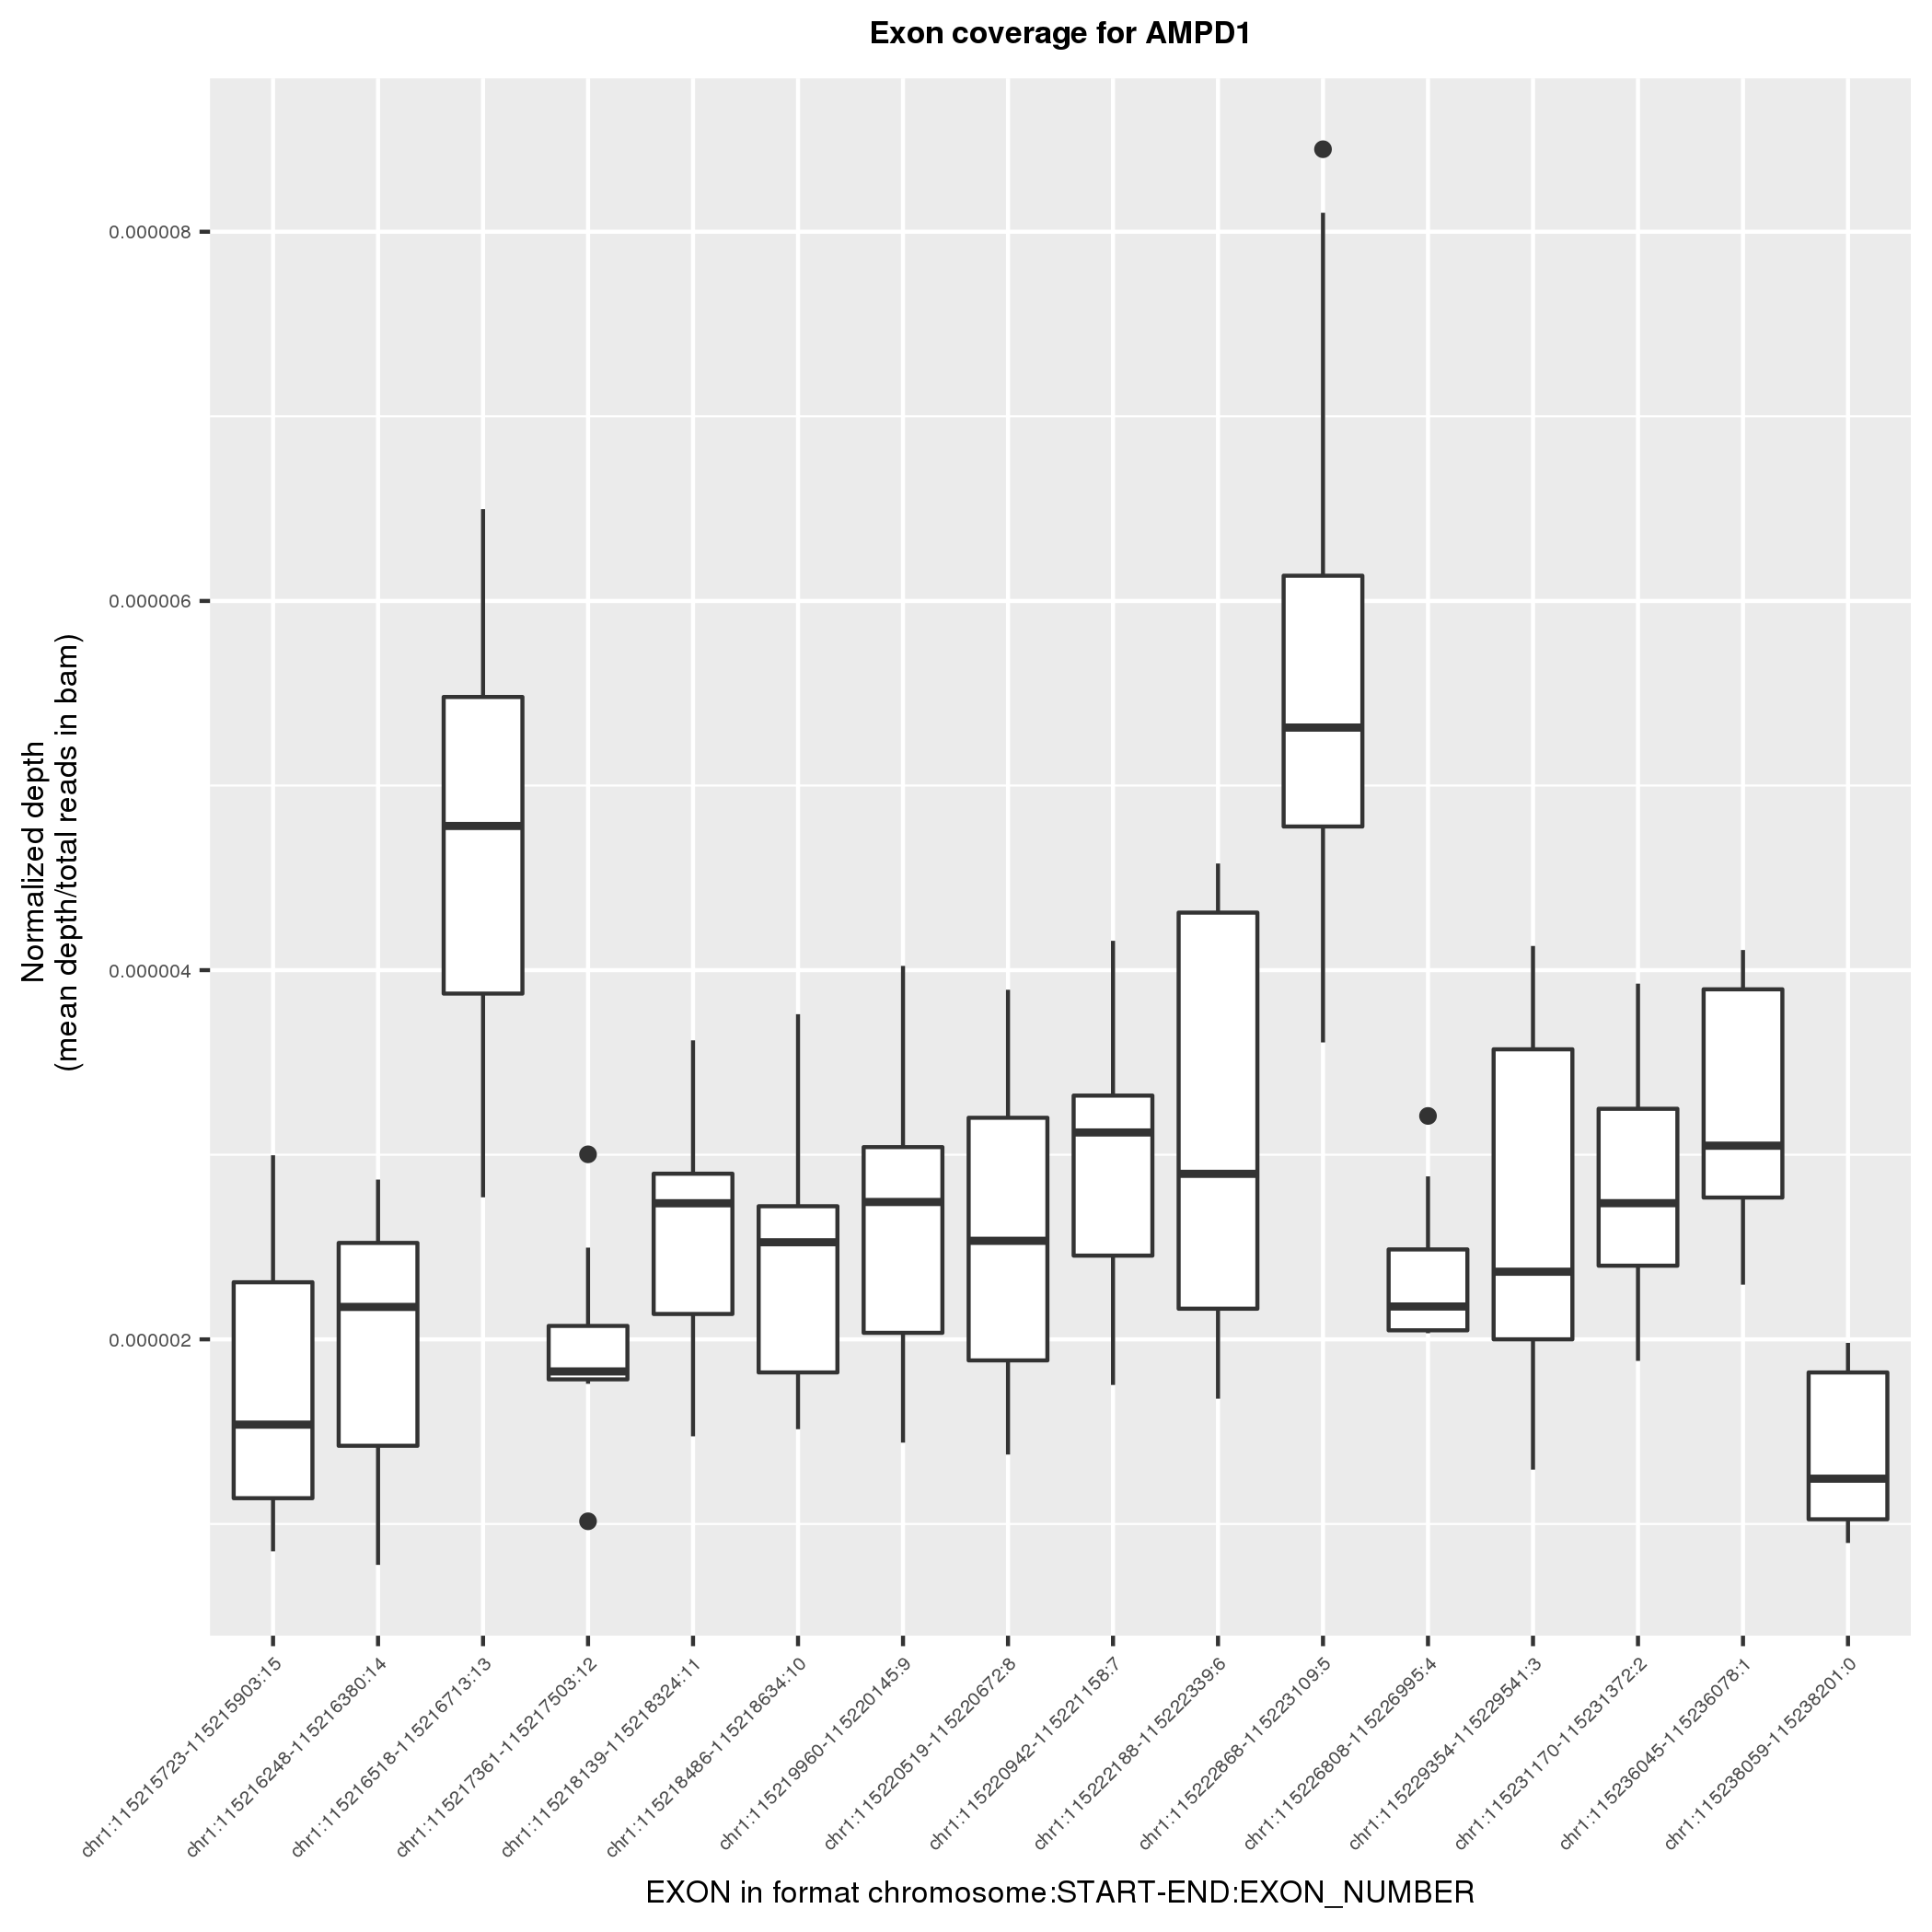 Exon coverage for AMPD1
Normalized depth
(mean depth/total reads in bam)
0.000008
0.000006
0.000004
0.000002
chr1:115215723-115215903:15
chr1:115216248-115216380:14
chr1:115216518-115216713:13
chr1:115217361-115217503:12
chr1:115218139-115218324:11
chr1:115218486-115218634:10
chr1:115219960-115220145:9
chr1:115220519-115220672:8
chr1:115220942-115221158:7
chr1:115222188-115222339:6
chr1:115222868-115223109:5
chr1:115226808-115226995:4
chr1:115229354-115229541:3
chr1:115231170-115231372:2
chr1:115236045-115236078:1
chr1:115238059-115238201:0
EXON in format chromosome:START-END:EXON_NUMBER